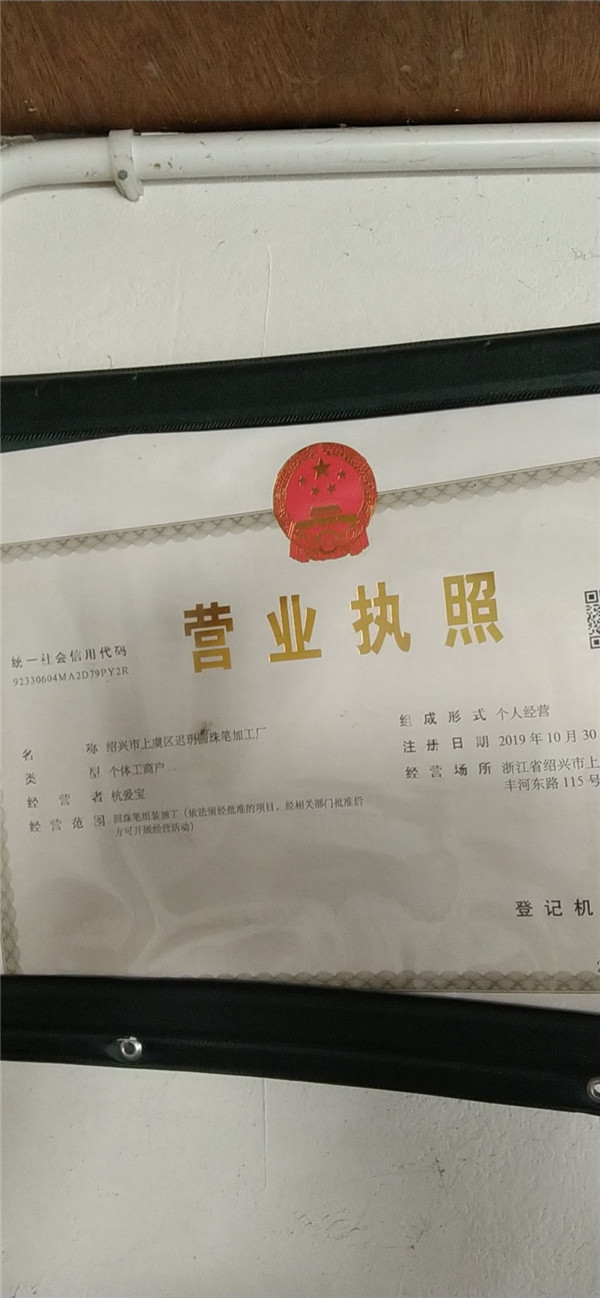 营业执照
统一社会信用代码
92330604MA2D79PY2R
名 称 绍兴市上虞区迟玥圆珠笔加工厂
类 型 个体工商户
经 营 者 杭爱宝
经 营 范 围 圆珠笔组装加工(依法须经批准的项目，经相关部门批准后
方可开展经营活动)
组 成 形 式 个人经营
注 册 日 期 2019 年 10 月 30
经 营 场 所 浙江省绍兴市上
丰河东路 115 号
登 记 机